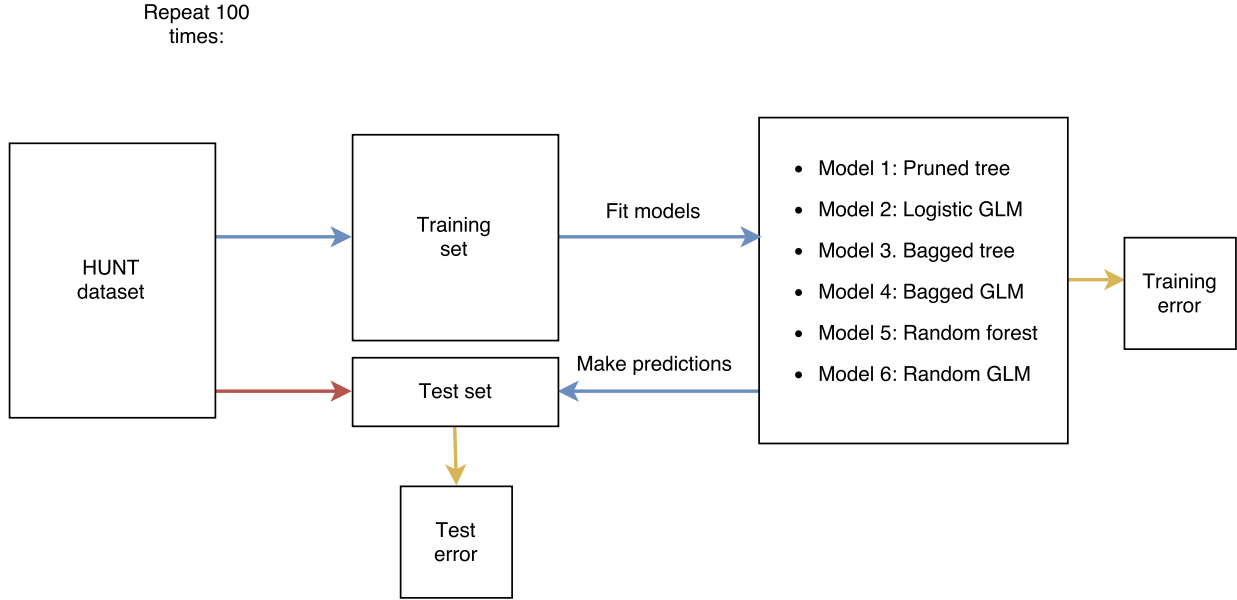 Repeat 100
times:
HUNT
dataset
Training
set
Fit models
Make predictions
Test set
Test
error
• Model 1: Pruned tree
• Model 2: Logistic GLM
• Model 3. Bagged tree
• Model 4: Bagged GLM
• Model 5: Random forest
• Model 6: Random GLM
Training
error